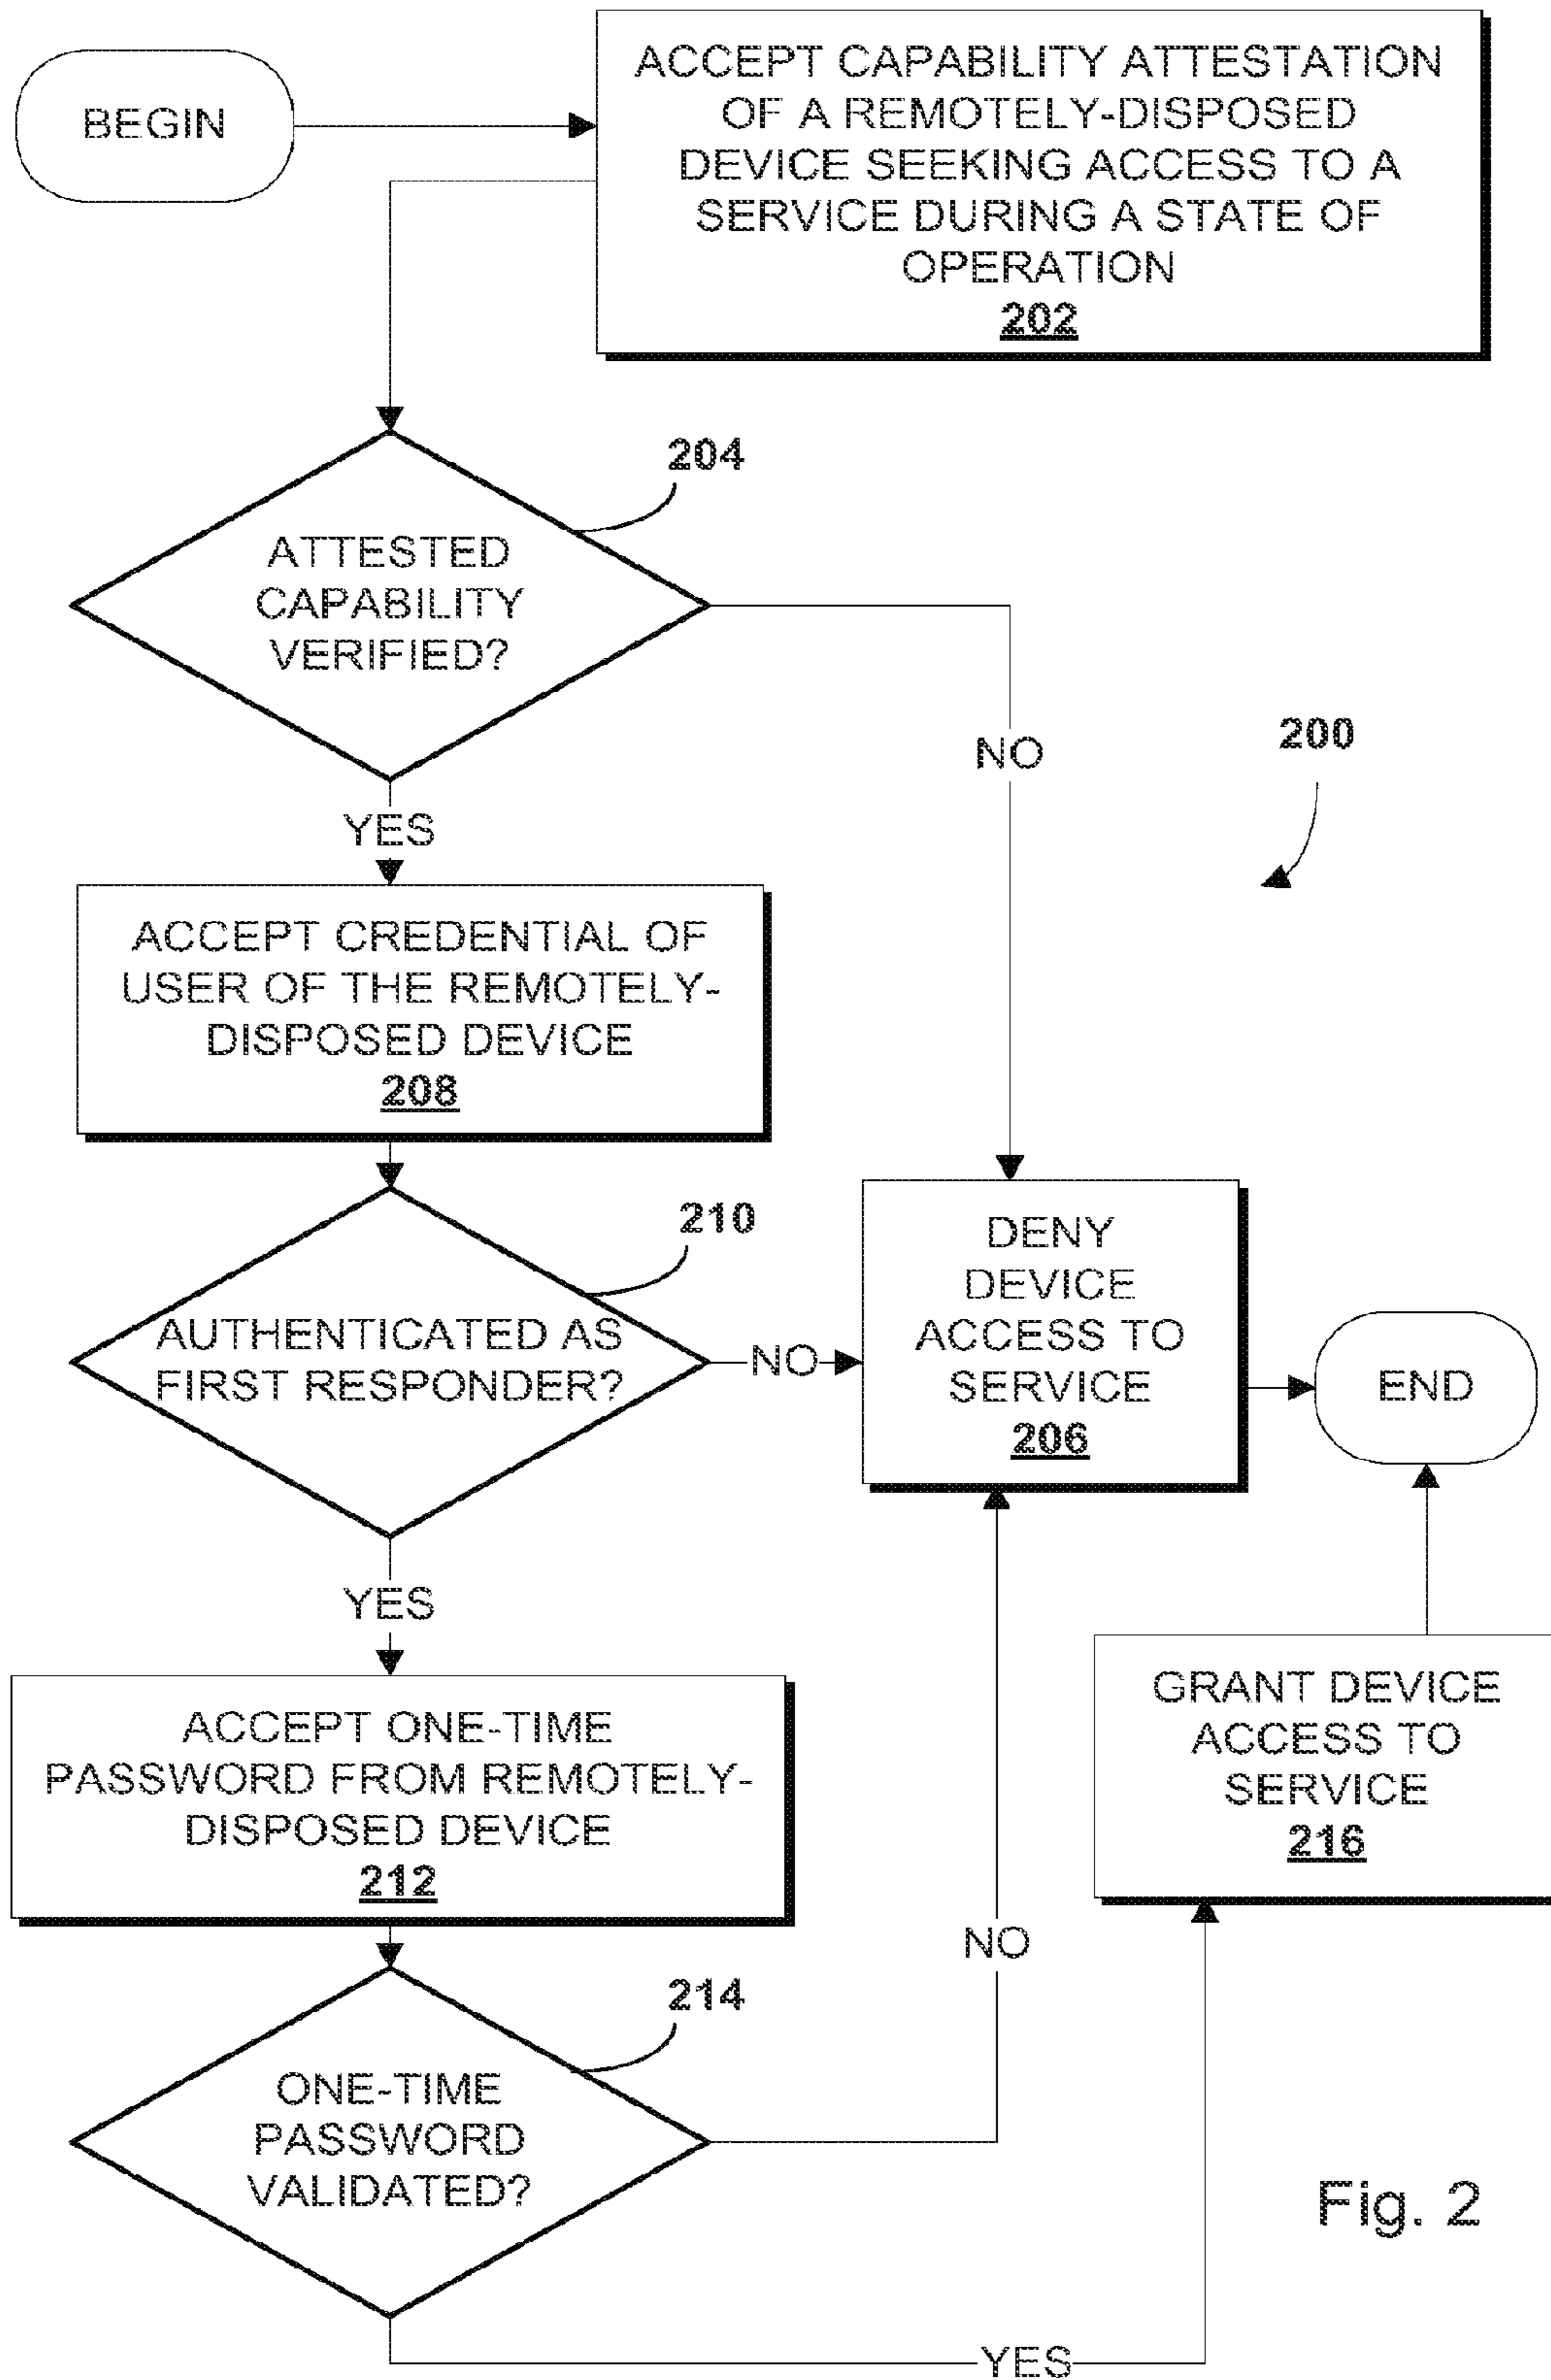 BEGIN
ACCEPT CAPABILITY ATTESTATION
OF A REMOTELY-DISPOSED
DEVICE SEEKING ACCESS TO A
SERVICE DURING A STATE OF
OPERATION
202
204
ATTESTED
CAPABILITY
VERIFIED?
NO
200
YES
ACCEPT CREDENTIAL OF
USER OF THE REMOTELY-
DISPOSED DEVICE
208
210
AUTHENTICATED AS
FIRST RESPONDER?
NO
DENY
DEVICE
ACCESS TO
SERVICE
206
END
YES
ACCEPT ONE-TIME
PASSWORD FROM REMOTELY-
DISPOSED DEVICE
212
GRANT DEVICE
ACCESS TO
SERVICE
216
NO
214
ONE-TIME
PASSWORD
VALIDATED?
YES
Fig. 2